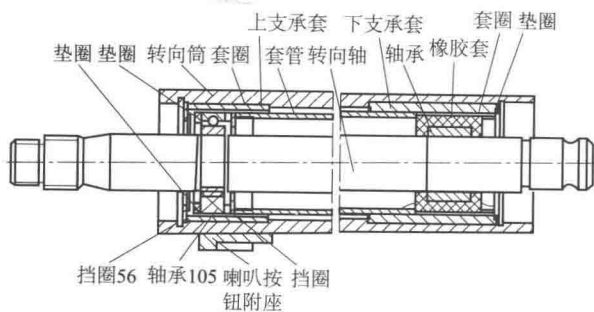 上支承套 下支承套 套圈 垫圈
垫圈 垫圈 转向筒 套圈 套管 转向轴 轴承 橡胶套
挡圈56 轴承105 喇叭按 挡圈
钮附座